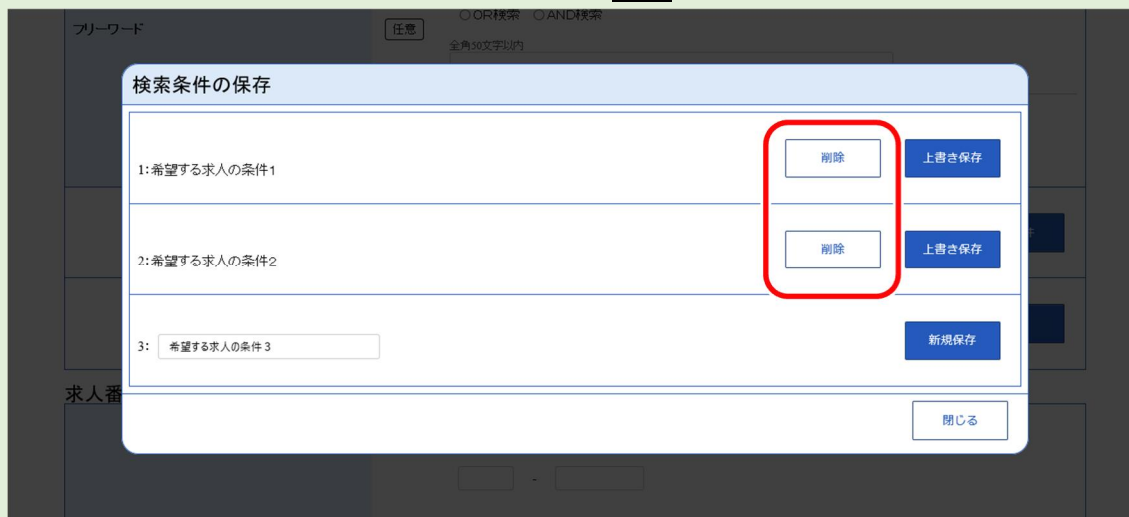 ○OR検索 ○AND検索
フリーワード
任意
全角50文字以内
検索条件の保存
1:希望する求人の条件1
削除
上書き保存
2:希望する求人の条件2
削除
上書き保存
3:
希望する求人の条件３
新規保存
求人番
閉じる
-